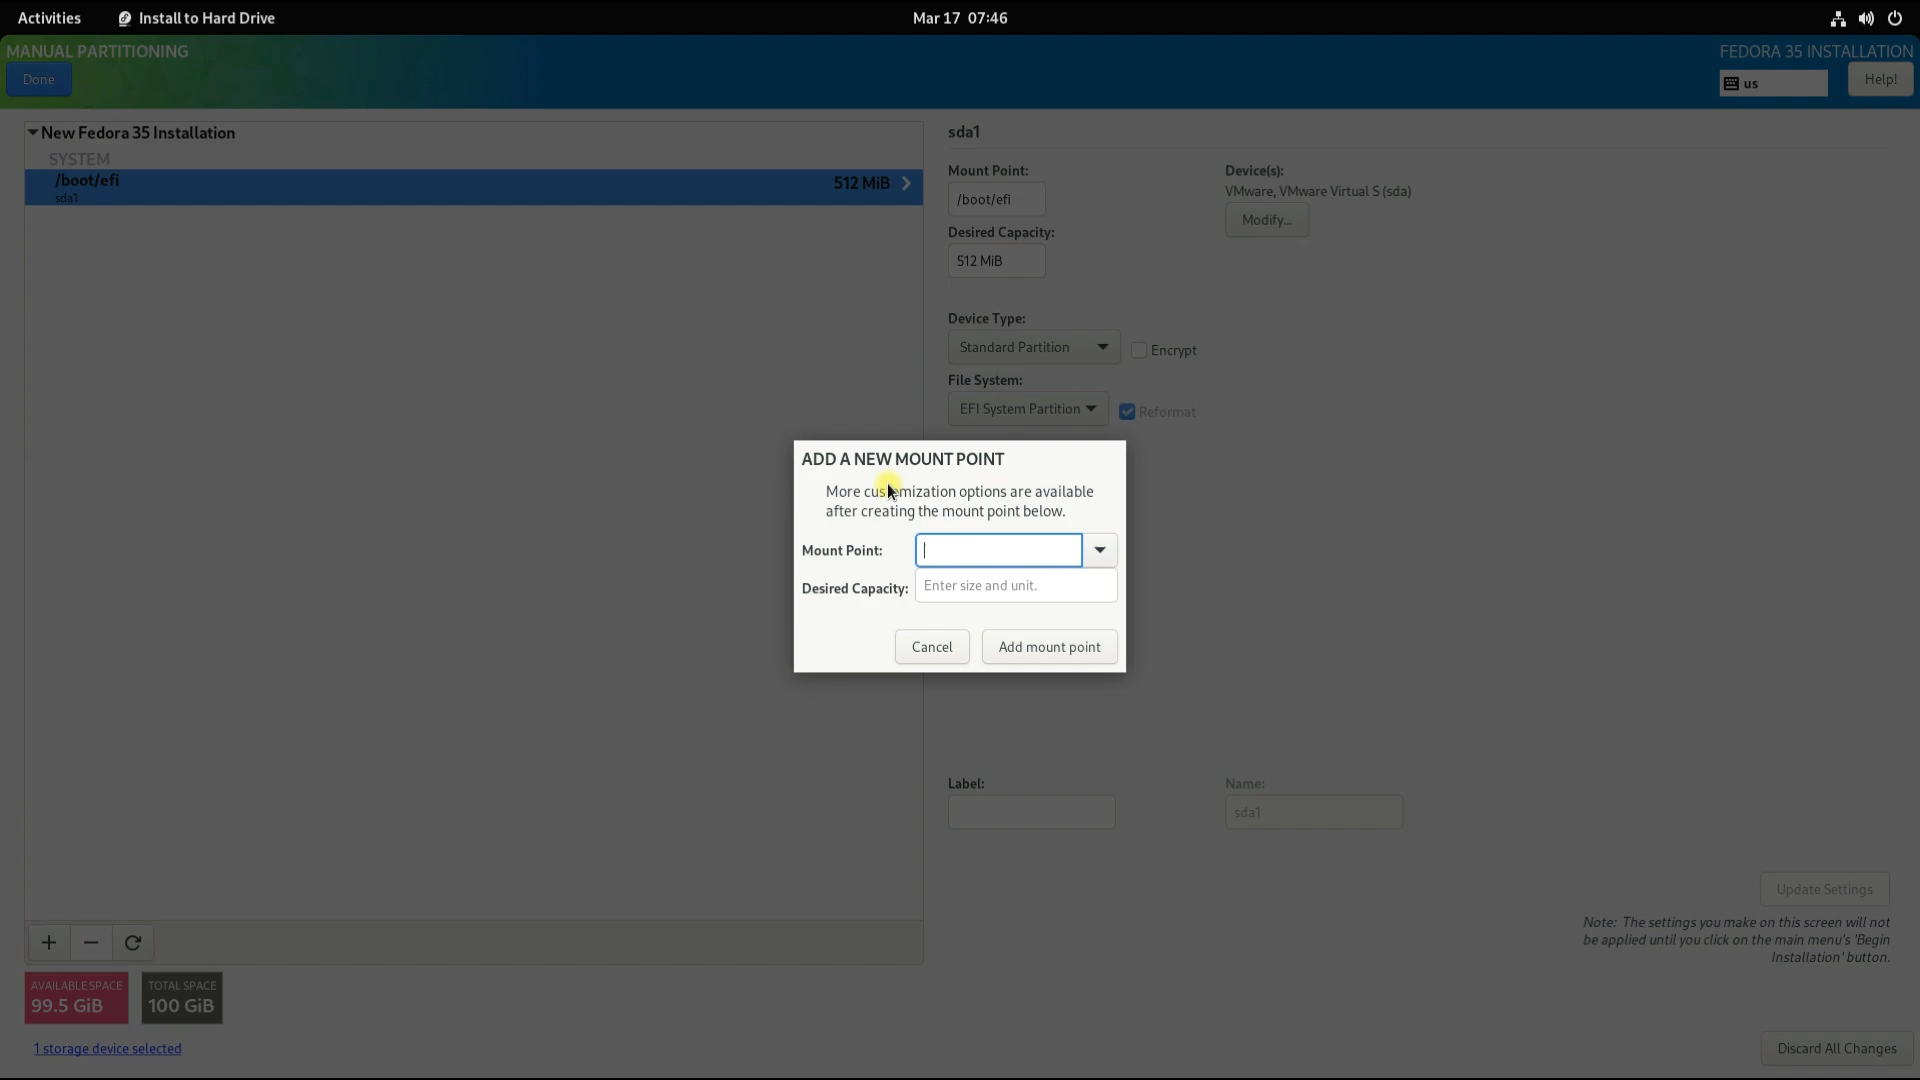 Activities
Install to Hard Drive
Mar 17 07:46
MANUAL PARTITIONING
FEDORA 35 INSTALLATION
Done
us
Help!
New Fedora 35 Installation
SYSTEM
/boot/efi
512 MiB
sda1
sda1
Mount Point:
Device(s):
/boot/efi
VMware, VMware Virtual S (sda)
Modify...
Desired Capacity:
512 MiB
Device Type:
Standard Partition
Encrypt
File System:
EFI System Partition
Reformat
ADD A NEW MOUNT POINT
More customization options are available
after creating the mount point below.
Mount Point:
Desired Capacity:
Enter size and unit.
Cancel
Add mount point
Label:
Name:
sda1
Update Settings
Note: The settings you make on this screen will not
be applied until you click on the main menu's 'Begin
Installation' button.
AVAILABLE SPACE
99.5 GiB
TOTAL SPACE
100 GiB
1 storage device selected
Discard All Changes